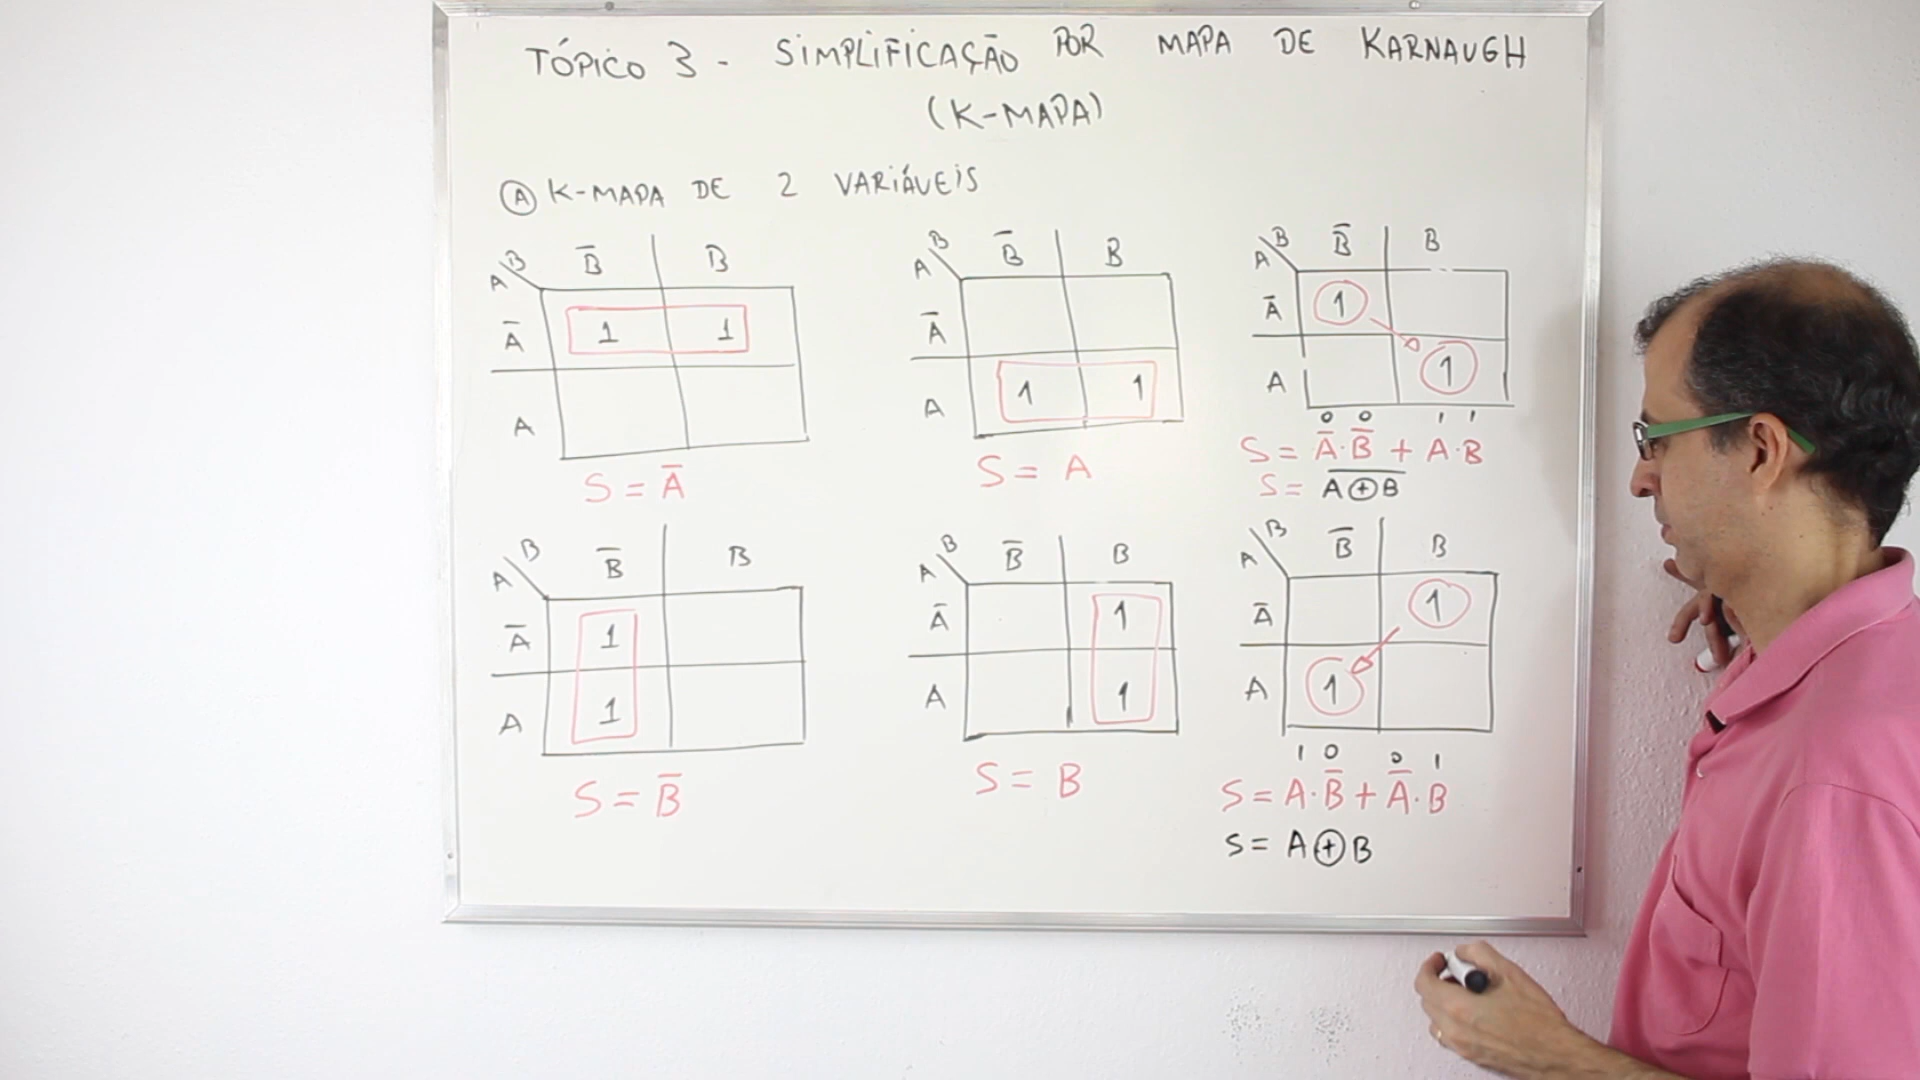 TÓPICO 3 - SIMPLIFICAÇÃO POR MAPA DE KARNAUGH
(K-MAPA)
Ⓐ K-MAPA DE 2 VARIÁVEIS
A B B̅ B
A̅ 1 1
A
S = A̅
A B B̅ B
A̅
A 1 1
S = A
A B B̅ B
A̅ 1
A 1
0 0 1 1
S = A̅·B̅ + A·B
S = A̅ ̅⊕̅ ̅B̅
A B B̅ B
A̅ 1
A 1
S = B̅
A B B̅ B
A̅ 1
A 1
S = B
A B B̅ B
A̅ 1
A 1
1 0 0 1
S = A·B̅ + A̅·B
S = A⊕B